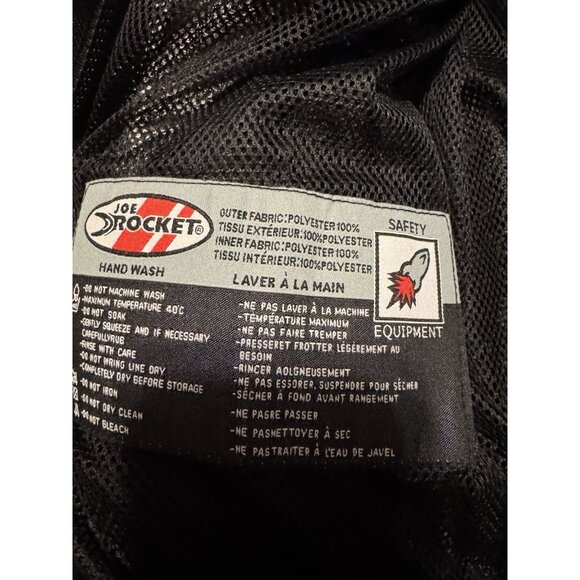 JOE
ROCKET®
HAND WASH
OUTER FABRIC:POLYESTER 100%
TISSU EXTÉRIEUR:100%POLYESTER
INNER FABRIC:POLYESTER 100%
TISSU INTÉRIEUR:100%POLYESTER
LAVER À LA MAIN
SAFETY
EQUIPMENT
-DO NOT MACHINE WASH
-MAXIMUM TEMPERATURE 40°C
-DO NOT SOAK
-GENTLY SQUEEZE AND IF NECESSARY
CAREFULLYRUB
-RINSE WITH CARE
-DO NOT WRING LINE DRY
-COMPLETELY DRY BEFORE STORAGE
-DO NOT IRON
-DO NOT DRY CLEAN
-DO NOT BLEACH
-NE PAS LAVER À LA MACHINE
-TEMPÉRATURE MAXIMUM
-NE PAS FAIRE TREMPER
-PRESSERET FROTTER LÉGÈREMENT AU
BESOIN
-RINCER AOLGNEUSEMENT
-NE PAS ESSORER, SUSPENDRE POUR SÉCHER
-SÉCHER À FOND AVANT RANGEMENT
-NE PASRE PASSER
-NE PASNETTOYER À SEC
-NE PASTRAITER À L'EAU DE JAVEL